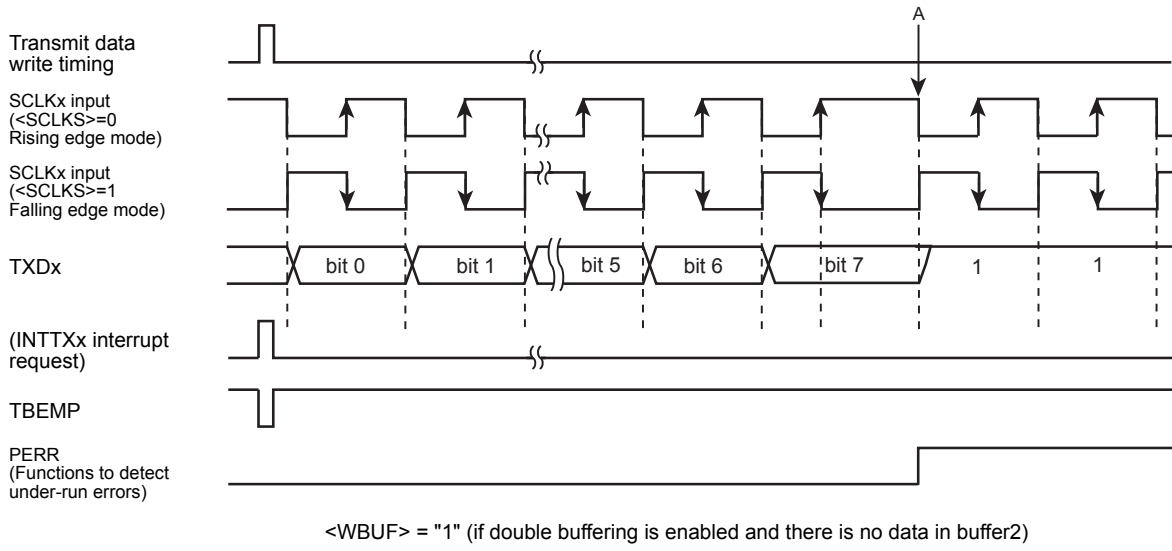 A
Transmit data
write timing
SCLKx input
(<SCLKS>=0
Rising edge mode)
SCLKx input
(<SCLKS>=1
Falling edge mode)
TXDx
bit 0
bit 1
bit 5
bit 6
bit 7
1
1
(INTTXx interrupt
request)
TBEMP
PERR
(Functions to detect
under-run errors)
<WBUF> = "1" (if double buffering is enabled and there is no data in buffer2)